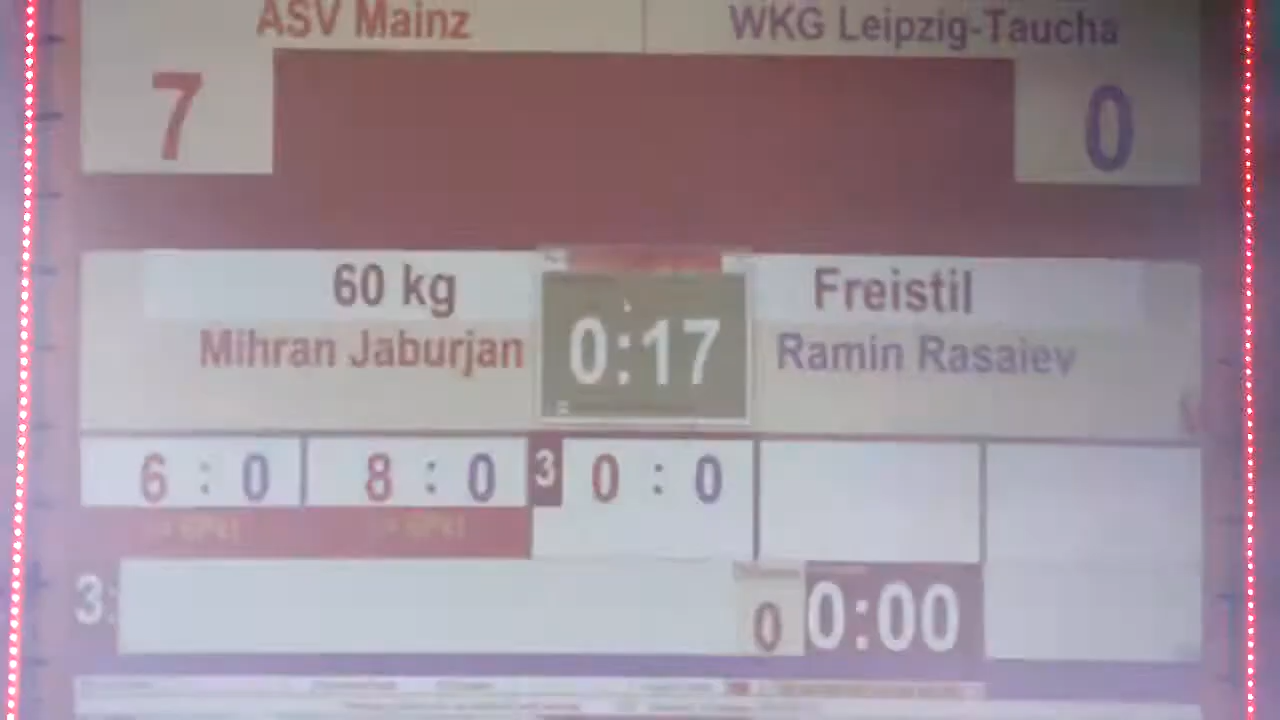 ASV Mainz WKG Leipzig-Taucha
7 0
60 kg Freistil
0:17
Mihran Jaburjan Ramin Rasaiev
6 : 0 8 : 0 3 0 : 0
3: 0 0:00